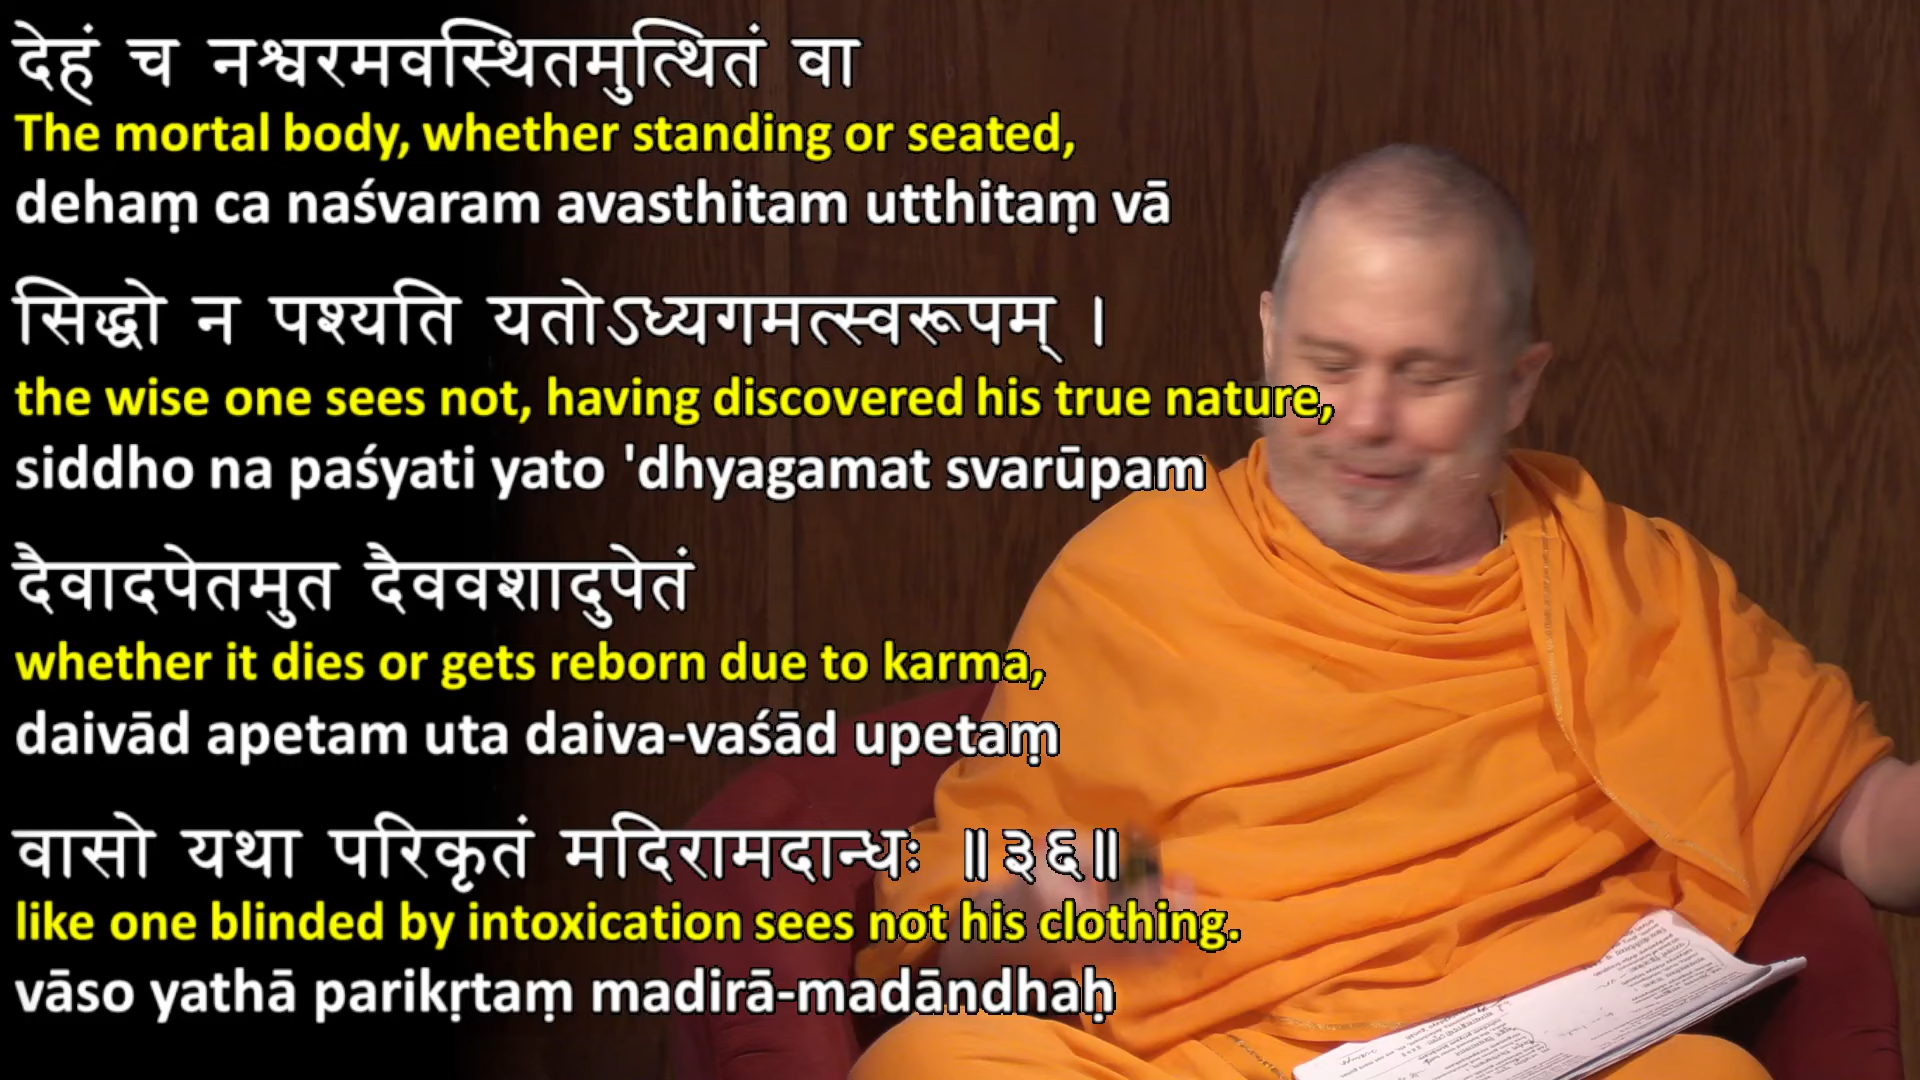 देहं च नश्वरमवस्थितमुत्थितं वा
The mortal body, whether standing or seated,
dehaṃ ca naśvaram avasthitam utthitaṃ vā
सिद्धो न पश्यति यतोऽध्यगमत्स्वरूपम् ।
the wise one sees not, having discovered his true nature,
siddho na paśyati yato 'dhyagamat svarūpam
दैवादपेतमुत दैववशादुपेतं
whether it dies or gets reborn due to karma,
daivād apetam uta daiva-vaśād upetaṃ
वासो यथा परिकृतं मदिरामदान्धः ॥३६॥
like one blinded by intoxication sees not his clothing.
vāso yathā parikṛtaṃ madirā-madāndhaḥ